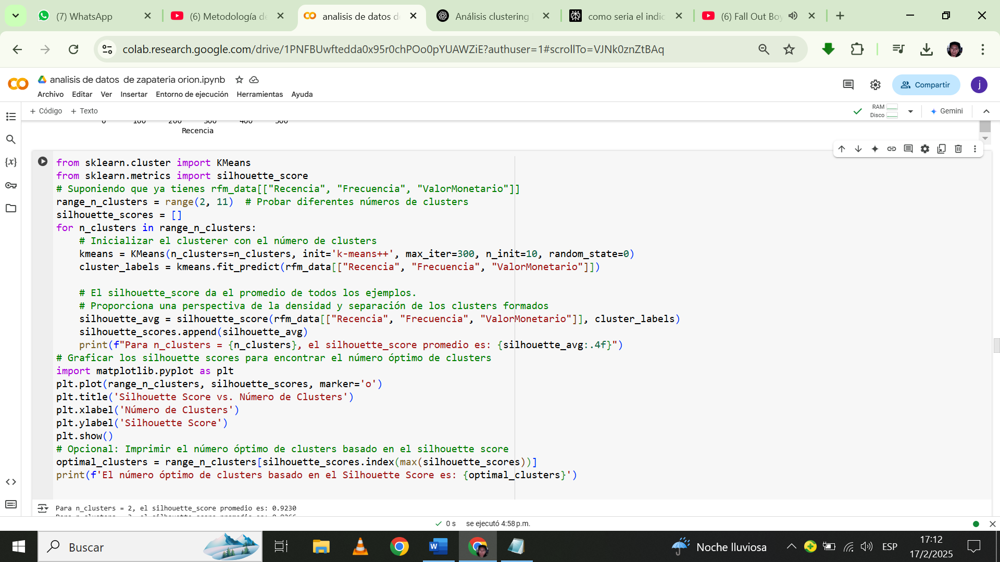 (7) WhatsApp
(6) Metodología de
analisis de datos d
Análisis clustering
como seria el indic
(6) Fall Out Boy
colab.research.google.com/drive/1PNFBUwftedda0x95r0chPOo0pYUAWZiE?authuser=1#scrollTo=VJNk0znZtBAq
analisis de datos de zapateria orion.ipynb
Archivo Editar Ver Insertar Entorno de ejecución Herramientas Ayuda
Compartir
j
+ Código + Texto
RAM
Disco
Gemini
0 100 200 300 400 500
Recencia
from sklearn.cluster import KMeans
from sklearn.metrics import silhouette_score
# Suponiendo que ya tienes rfm_data[["Recencia", "Frecuencia", "ValorMonetario"]]
range_n_clusters = range(2, 11)  # Probar diferentes números de clusters
silhouette_scores = []
for n_clusters in range_n_clusters:
    # Inicializar el clusterer con el número de clusters
    kmeans = KMeans(n_clusters=n_clusters, init='k-means++', max_iter=300, n_init=10, random_state=0)
    cluster_labels = kmeans.fit_predict(rfm_data[["Recencia", "Frecuencia", "ValorMonetario"]])
    # El silhouette_score da el promedio de todos los ejemplos.
    # Proporciona una perspectiva de la densidad y separación de los clusters formados
    silhouette_avg = silhouette_score(rfm_data[["Recencia", "Frecuencia", "ValorMonetario"]], cluster_labels)
    silhouette_scores.append(silhouette_avg)
    print(f"Para n_clusters = {n_clusters}, el silhouette_score promedio es: {silhouette_avg:.4f}")
# Graficar los silhouette scores para encontrar el número óptimo de clusters
import matplotlib.pyplot as plt
plt.plot(range_n_clusters, silhouette_scores, marker='o')
plt.title('Silhouette Score vs. Número de Clusters')
plt.xlabel('Número de Clusters')
plt.ylabel('Silhouette Score')
plt.show()
# Opcional: Imprimir el número óptimo de clusters basado en el silhouette score
optimal_clusters = range_n_clusters[silhouette_scores.index(max(silhouette_scores))]
print(f'El número óptimo de clusters basado en el Silhouette Score es: {optimal_clusters}')
Para n_clusters = 2, el silhouette_score promedio es: 0.9230
0 s se ejecutó 4:58 p.m.
Buscar
Noche lluviosa
ESP
17:12
17/2/2025